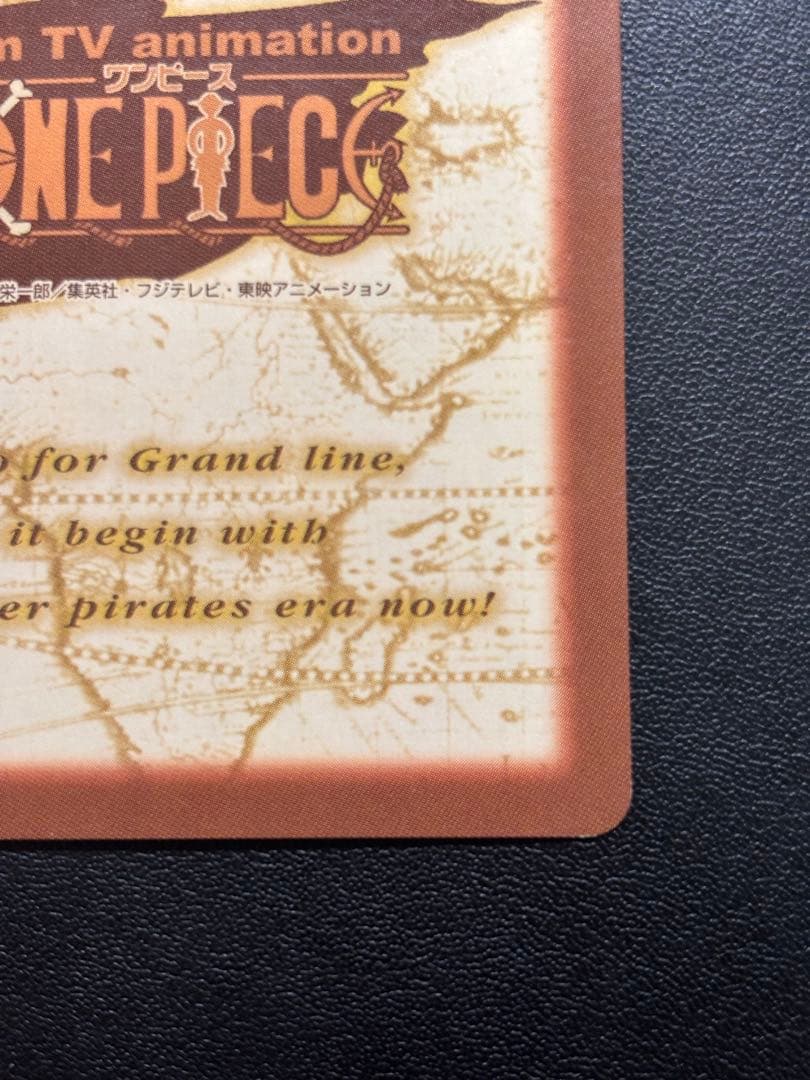 m TV animation
ワンピース
ONE PIECE
栄一郎／集英社・フジテレビ・東映アニメーション
o for Grand line,
it begin with
er pirates era now!